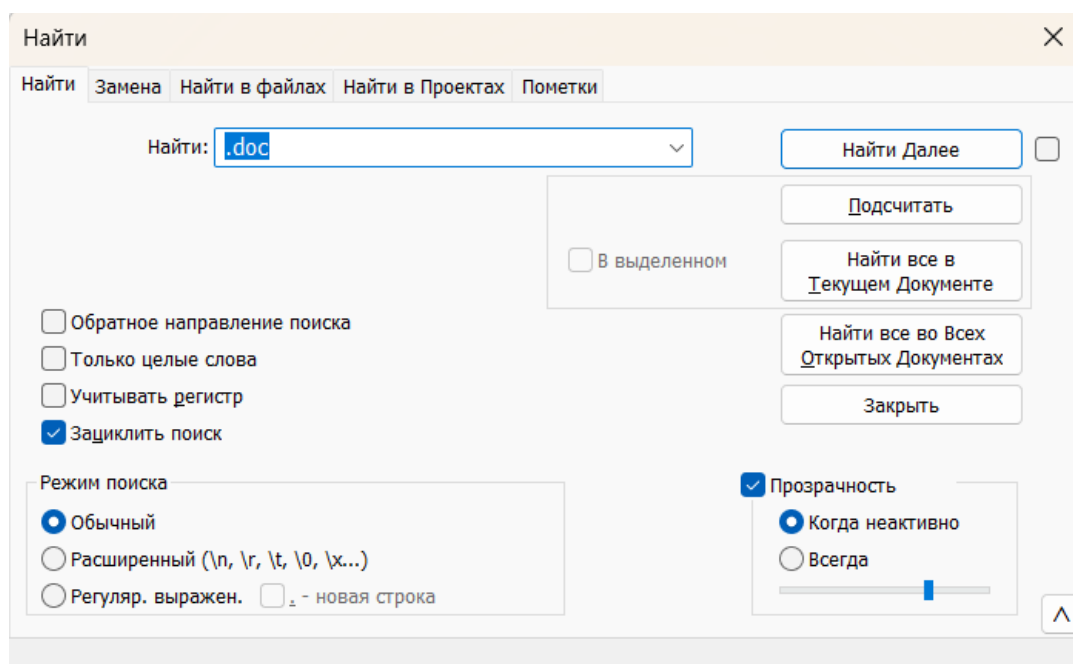 Найти
Найти Замена Найти в файлах Найти в Проектах Пометки
Найти: .doc
Найти Далее
Подсчитать
В выделенном
Найти все в
Текущем Документе
Обратное направление поиска
Найти все во Всех
Открытых Документах
Только целые слова
Учитывать регистр
Закрыть
Зациклить поиск
Режим поиска
Прозрачность
Обычный
Когда неактивно
Расширенный (\n, \r, \t, \0, \x...)
Всегда
Регуляр. выражен. . - новая строка